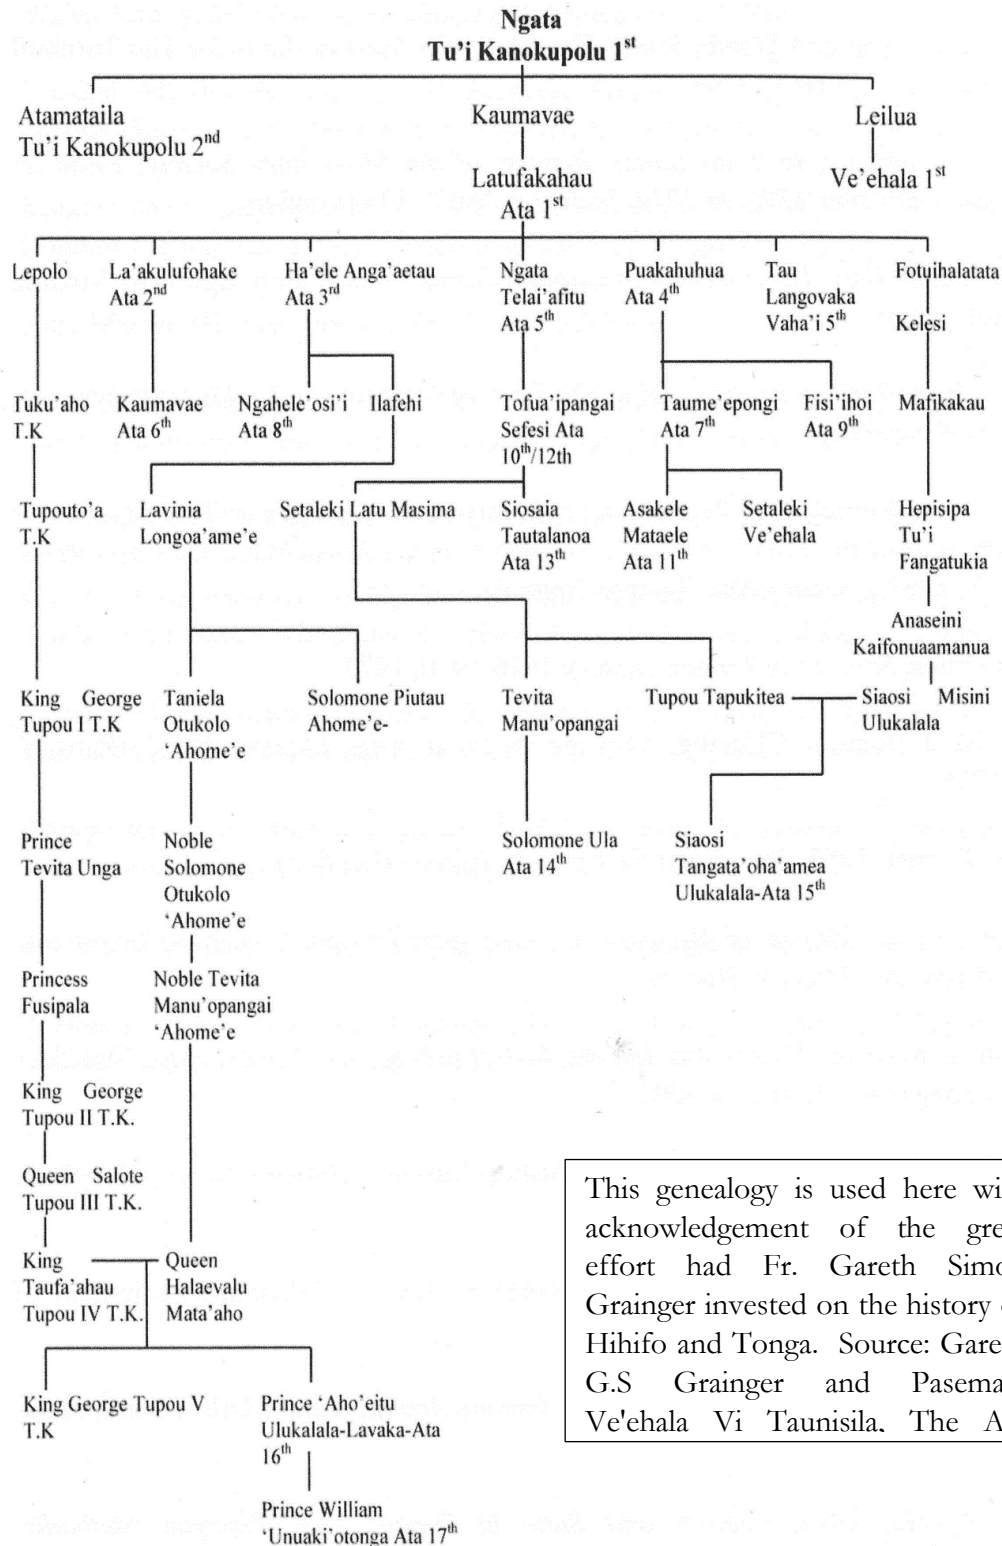 Ngata
Tu'i Kanokupolu 1st
Atamataila Kaumavae Leilua
Tu'i Kanokupolu 2nd
Latufakahau Ve'ehala 1st
Ata 1st
Lepolo La'akulufohake Ha'ele Anga'aetau Ngata Puakahuhua Tau Fotuihalatata
Ata 2nd Ata 3rd Telai'afitu Ata 4th Langovaka
Ata 5th Vaha'i 5th Kelesi
Tuku'aho Kaumavae Ngahele'osi'i Ilafehi Tofua'ipangai Taume'epongi Fisi'ihoi Mafikakau
T.K Ata 6th Ata 8th Sefesi Ata Ata 7th Ata 9th
10th/12th
Tupouto'a Lavinia Setaleki Latu Masima Siosaia Asakele Setaleki Hepisipa
T.K Longoa'ame'e Tautalanoa Mataele Ve'ehala Tu'i
Ata 13th Ata 11th Fangatukia
Anaseini
Kaifonuaamanua
King George Taniela Solomone Piutau Tevita Tupou Tapukitea Siaosi Misini
Tupou I T.K Otukolo Ahome'e- Manu'opangai Ulukalala
'Ahome'e
Prince Noble Solomone Ula Siaosi
Tevita Unga Solomone Ata 14th Tangata'oha'amea
Otukolo Ulukalala-Ata 15th
'Ahome'e
Princess Noble Tevita
Fusipala Manu'opangai
'Ahome'e
King George
Tupou II T.K.
Queen Salote
Tupou III T.K.
King Queen
Taufa'ahau Halaevalu
Tupou IV T.K. Mata'aho
King George Tupou V Prince 'Aho'eitu
T.K Ulukalala-Lavaka-Ata
16th
Prince William
'Unuaki'otonga Ata 17th
This genealogy is used here wi
acknowledgement of the gre
effort had Fr. Gareth Simo
Grainger invested on the history
Hihifo and Tonga. Source: Gare
G.S Grainger and Pasema
Ve'ehala Vi Taunisila. The A